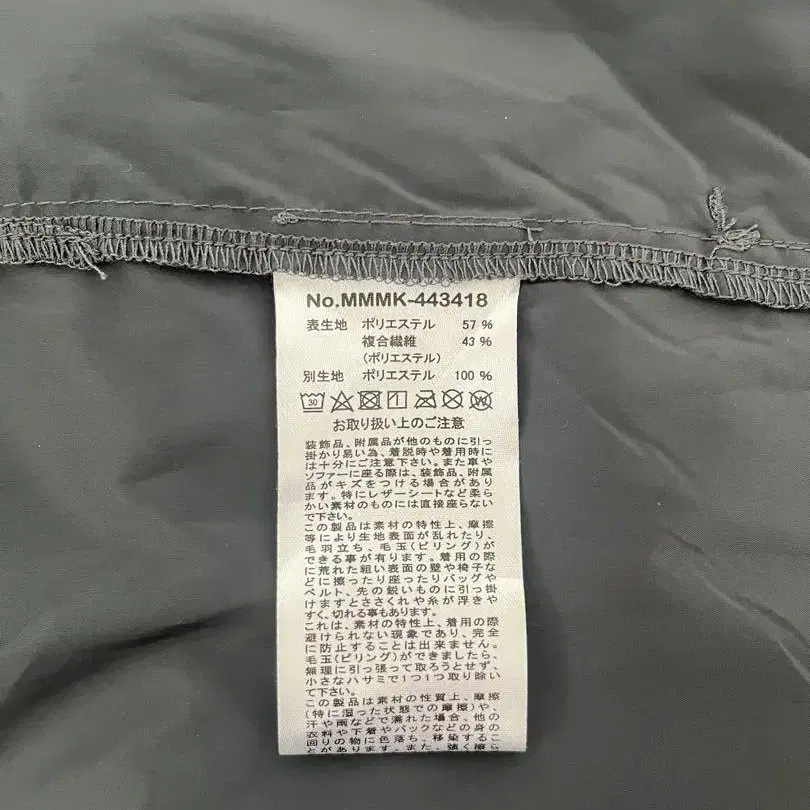 No.MMMK-443418
表生地 ポリエステル 57 %
複合繊維 43 %
(ポリエステル)
別生地 ポリエステル 100 %
30 W
お取り扱い上のご注意
装飾品、附属品が他のものに引っ
掛かり易い為、着脱時や着用時に
は十分にご注意下さい。また車や
ソファーに座る際は、装飾品、附属
品がキズをつける場合があり
ます。特にレザーシートなど柔ら
かい素材のものには直接座らない
で下さい。
この製品は素材の特性上、摩擦
等により生地表面が乱れたり、
毛羽立ち、毛玉(ピリング)が
できる事が有ります。着用の際
に荒れた粗い表面の壁や椅子な
どに擦ったり座ったりバッグや
ベルト、先の鋭いものに引っ掛
けますとささくれや糸が浮きや
すく、切れる事もあります。
これは、素材の特性上、着用の際
避けられない現象であり、完全
に防止することは出来ません。
毛玉(ピリング)ができましたら、
無理に引っ張って取ろうとせず、
小さなハサミで1つ1つ取り除い
て下さい。
この製品は素材の性質上、摩擦
(特に湿った状態での摩擦)や、
汗や雨などで濡れた場合、他の
衣料や下着やバックなどの身の
回りの物に色落ち、移染するこ
とがあります。また、強く擦ら